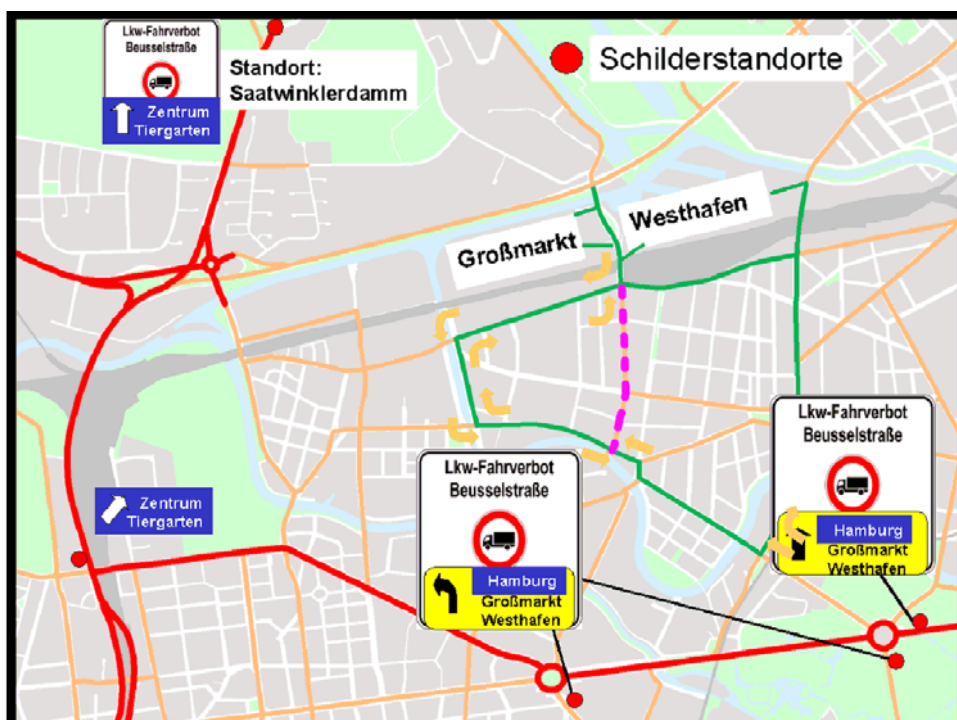 Lkw-Fahrverbot
Beusselstraße
Zentrum
Tiergarten
Standort:
Saatwinklerdamm
Schilderstandorte
Großmarkt
Westhafen
Zentrum
Tiergarten
Lkw-Fahrverbot
Beusselstraße
Hamburg
Großmarkt
Westhafen
Lkw-Fahrverbot
Beusselstraße
Hamburg
Großmarkt
Westhafen